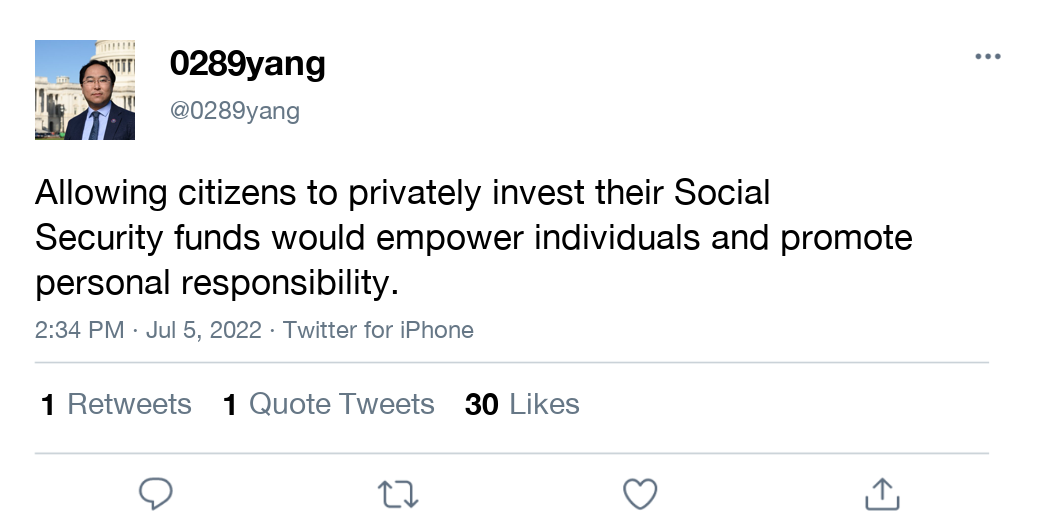 0289yang
@0289yang
Allowing citizens to privately invest their Social
Security funds would empower individuals and promote
personal responsibility.
2:34 PM · Jul 5, 2022 · Twitter for iPhone
1 Retweets 1 Quote Tweets 30 Likes